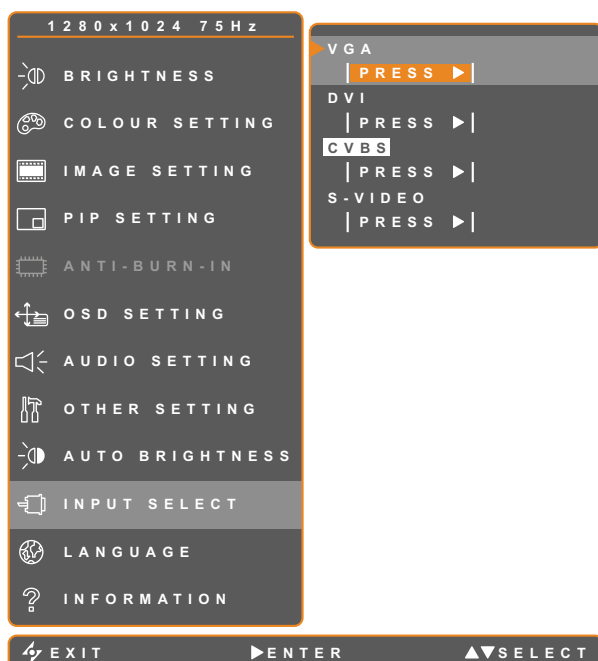 1280x1024 75Hz
BRIGHTNESS
COLOUR SETTING
IMAGE SETTING
PIP SETTING
ANTI-BURN-IN
OSD SETTING
AUDIO SETTING
OTHER SETTING
AUTO BRIGHTNESS
INPUT SELECT
LANGUAGE
INFORMATION
VGA
PRESS ▶
DVI
PRESS ▶
CVBS
PRESS ▶
S-VIDEO
PRESS ▶
EXIT ▶ENTER ▲▼SELECT